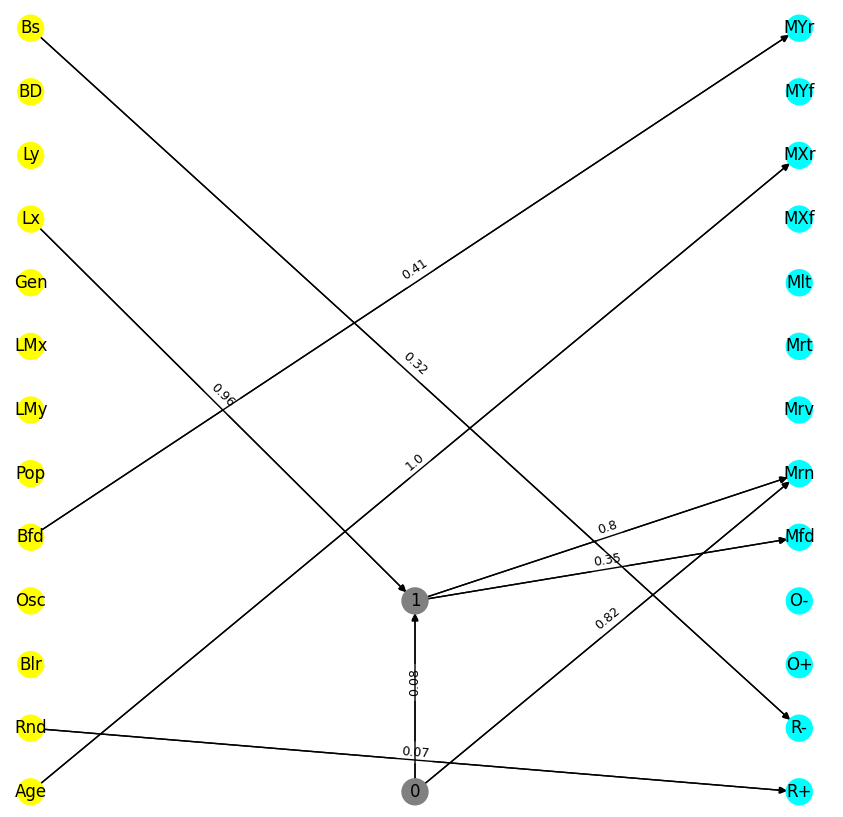 Bs
MYr
BD
MYf
Ly
MXr
Lx
MXf
0.41
Gen
Mlt
LMx
Mrt
0.32
0.96
LMy
Mrv
1.0
Pop
Mrn
0.8
Bfd
Mfd
0.35
Osc
1
O-
0.82
Blr
O+
0.08
Rnd
R-
0.07
Age
0
R+